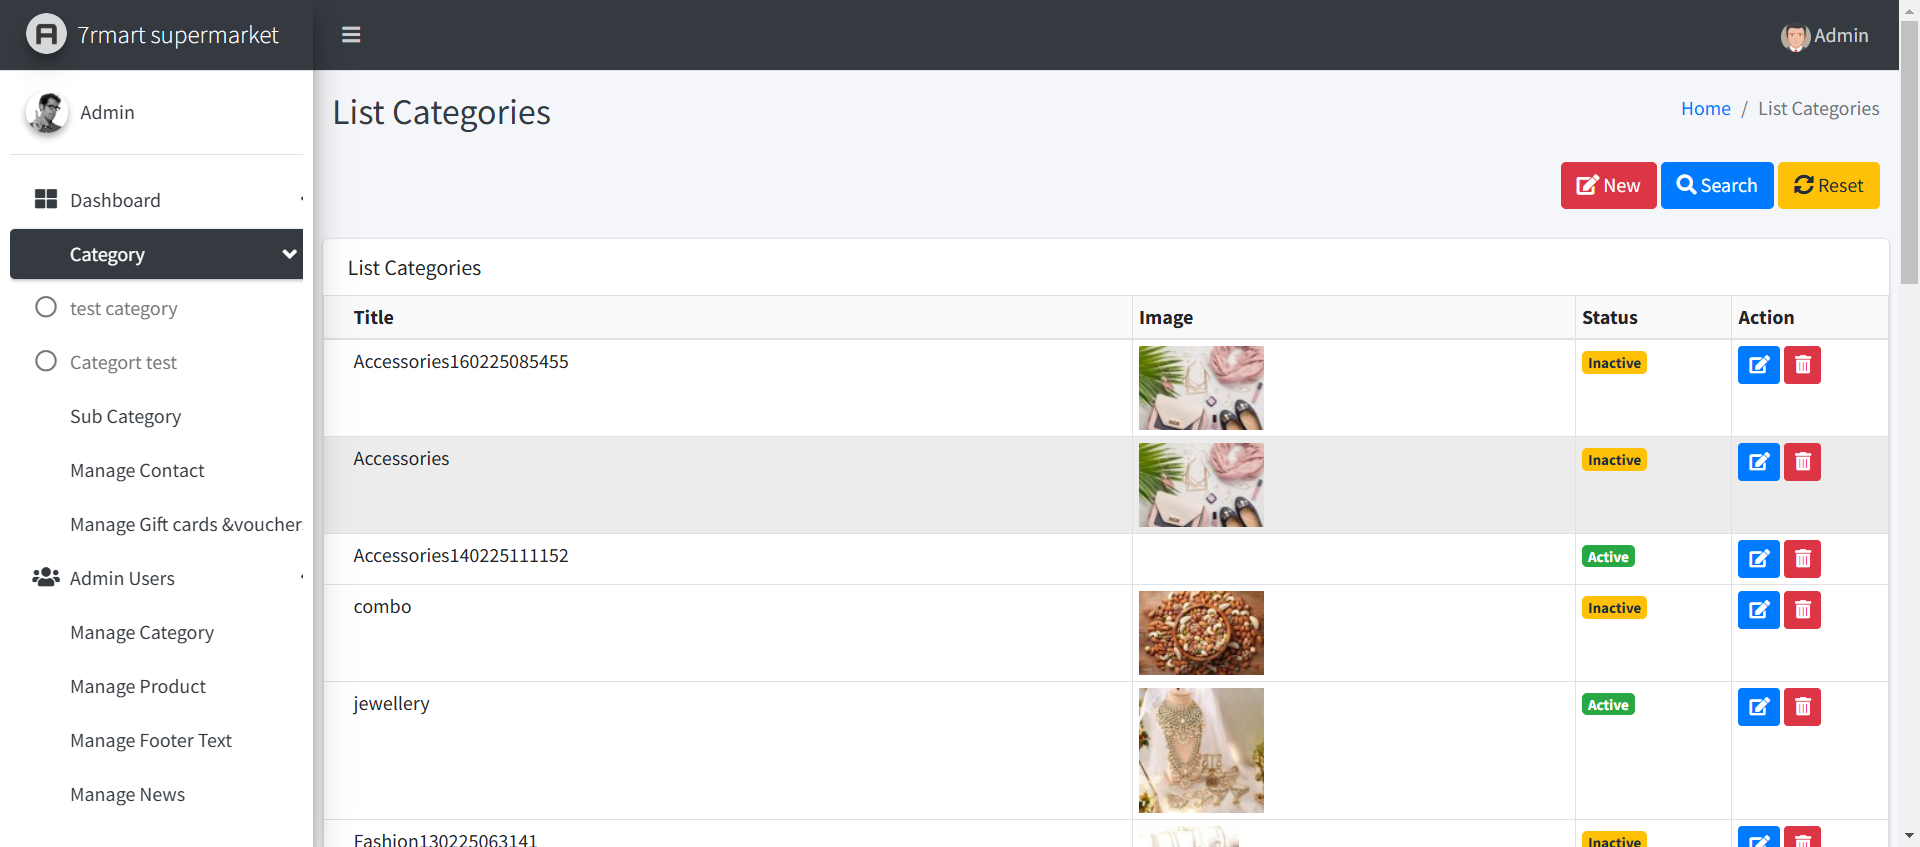 7rmart supermarket
Admin
Admin
List Categories
Home / List Categories
New
Search
Reset
Dashboard
Category
test category
Categort test
Sub Category
Manage Contact
Manage Gift cards &voucher
Admin Users
Manage Category
Manage Product
Manage Footer Text
Manage News
List Categories
Title Image Status Action
Accessories160225085455 Inactive
Accessories Inactive
Accessories140225111152 Active
combo Inactive
jewellery Active
Fashion130225063141 Inactive